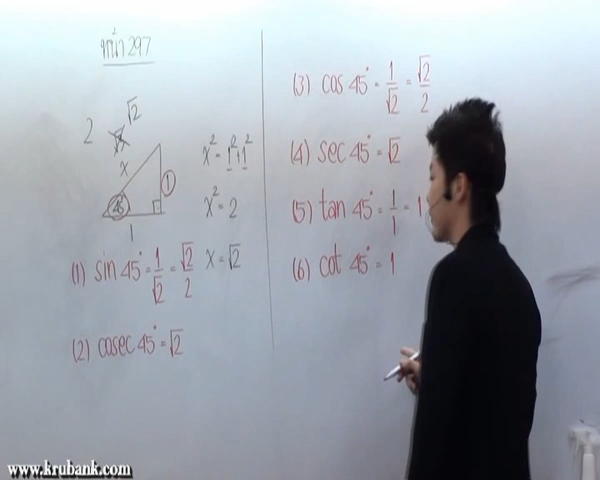 หน้า 297
2
√2
x
1
45°
1
x² = 1² + 1²
x² = 2
x = √2
(1) sin 45° = 1/√2 = √2/2
(2) cosec 45° = √2
(3) cos 45° = 1/√2 = √2/2
(4) sec 45° = √2
(5) tan 45° = 1/1 = 1
(6) cot 45° = 1
www.krubank.com